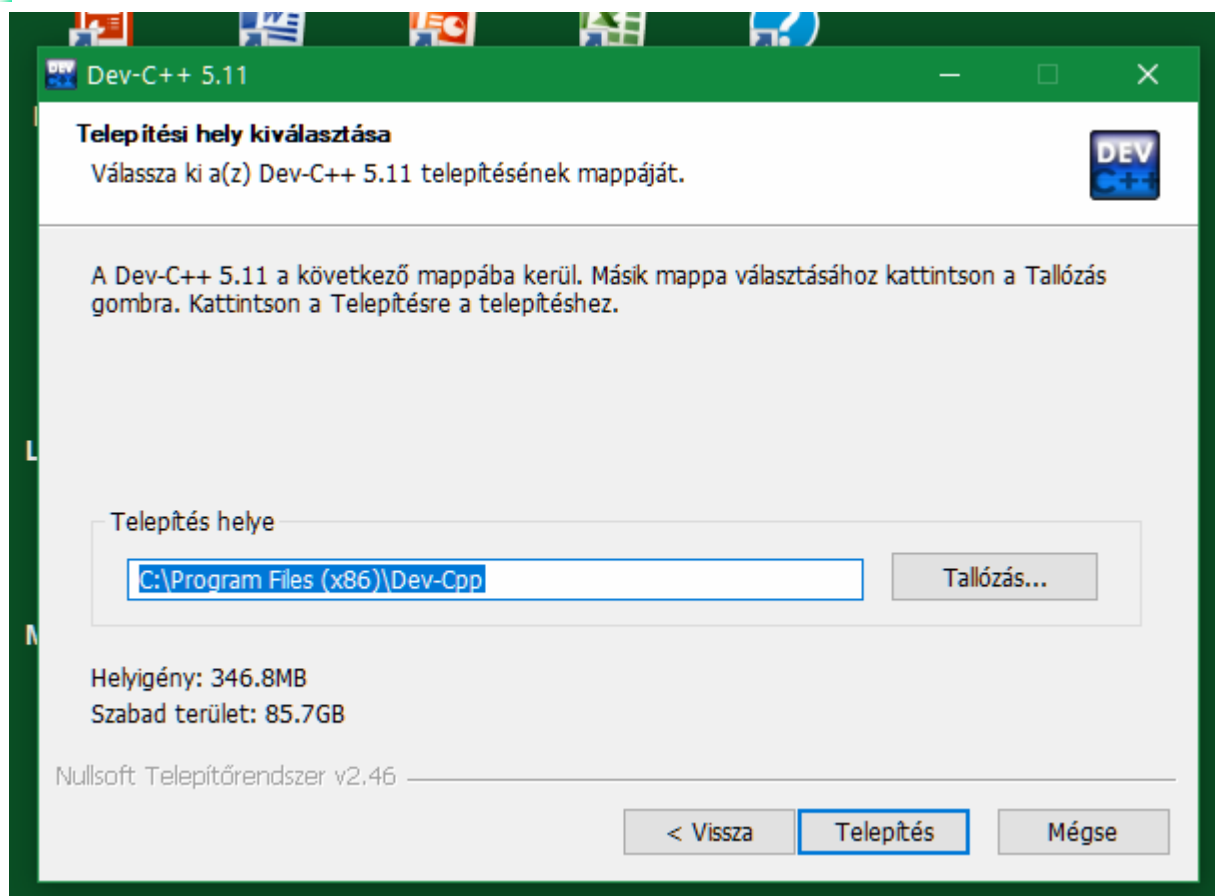 Dev-C++ 5.11
Telepítési hely kiválasztása
Válassza ki a(z) Dev-C++ 5.11 telepítésének mappáját.
DEV
C++
A Dev-C++ 5.11 a következő mappába kerül. Másik mappa választásához kattintson a Tallózás
gombra. Kattintson a Telepítésre a telepítéshez.
Telepítés helye
C:\Program Files (x86)\Dev-Cpp
Tallózás...
Helyigény: 346.8MB
Szabad terület: 85.7GB
Nullsoft Telepítőrendszer v2.46
< Vissza
Telepítés
Mégse